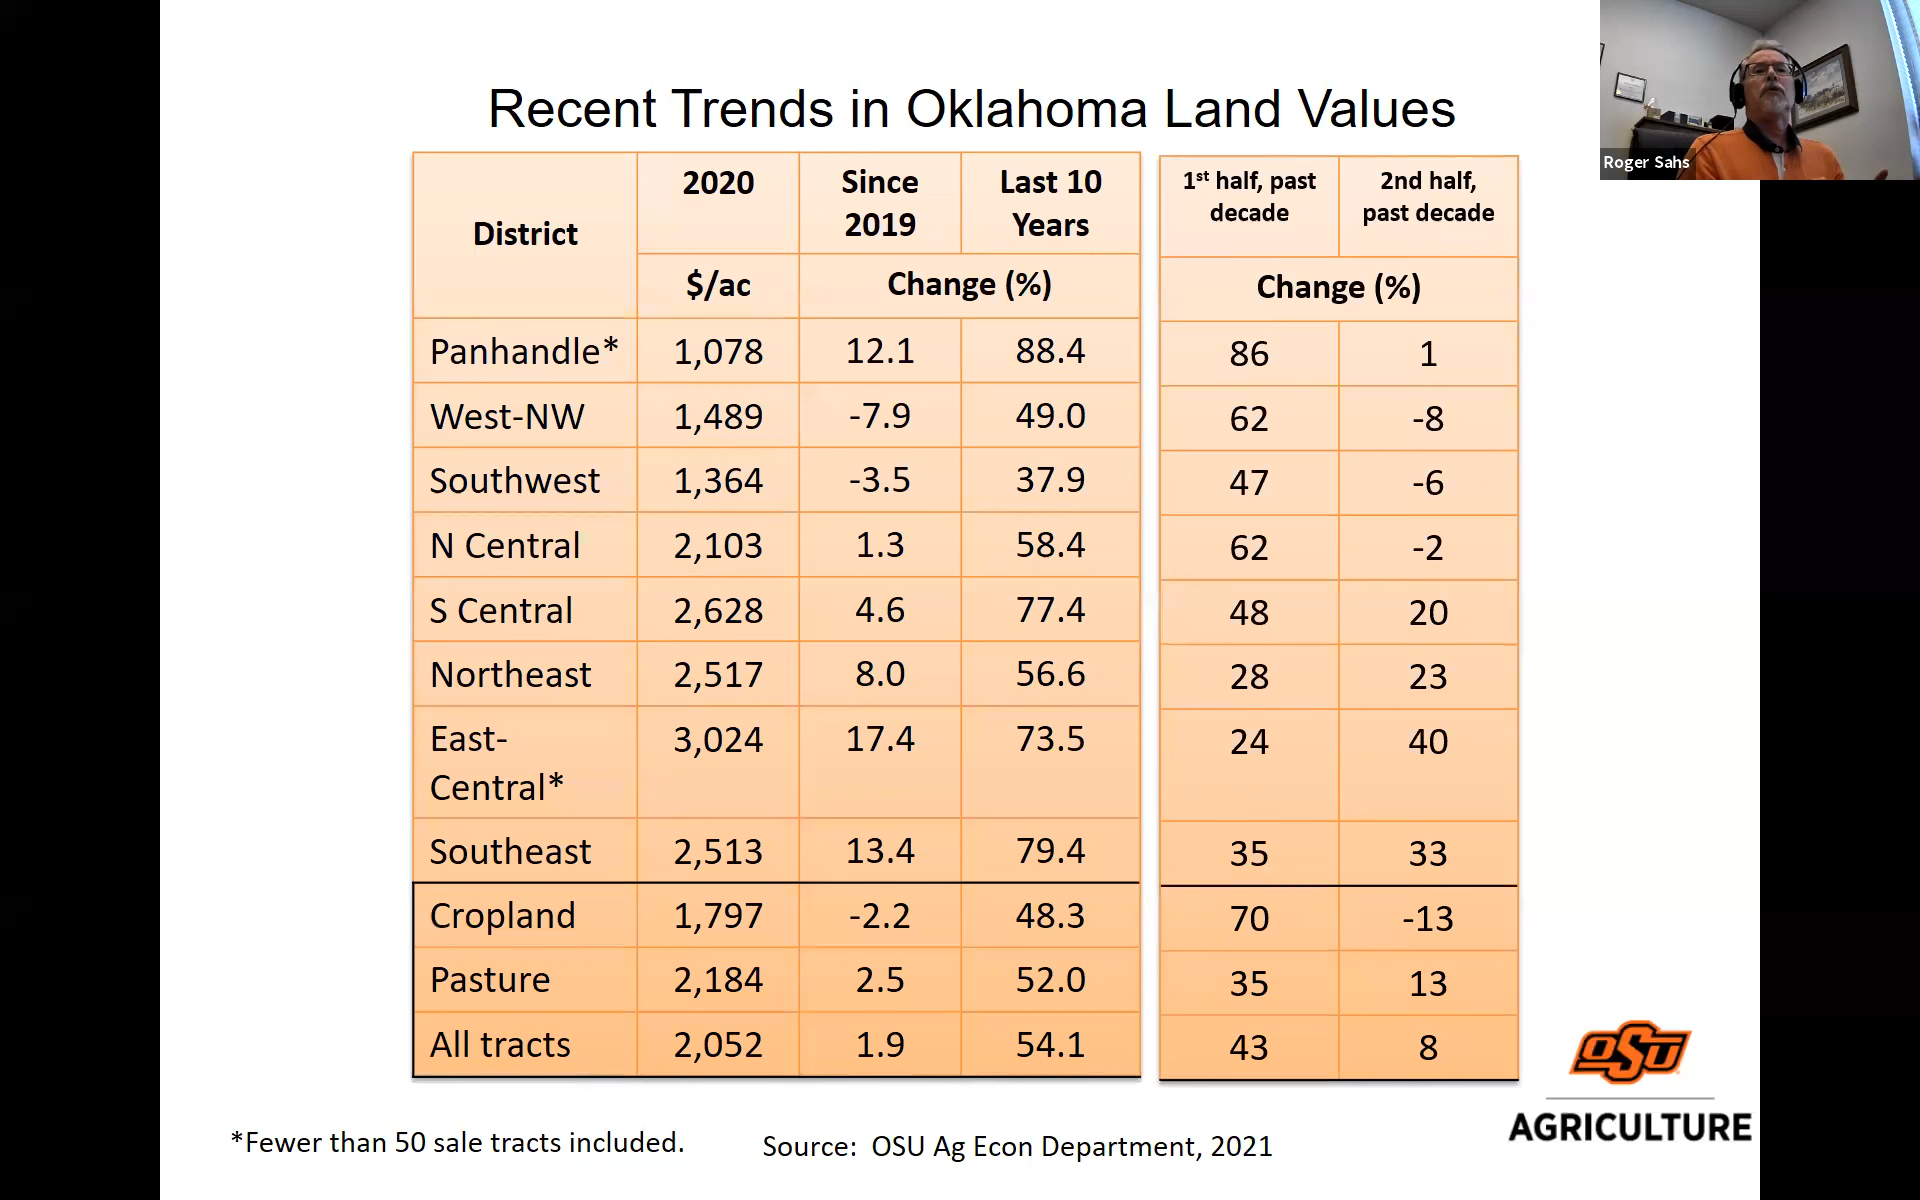 Recent Trends in Oklahoma Land Values
Roger Sahs
District 2020 Since 2019 Last 10 Years 1st half, past decade 2nd half, past decade
$/ac Change (%) Change (%)
Panhandle* 1,078 12.1 88.4 86 1
West-NW 1,489 -7.9 49.0 62 -8
Southwest 1,364 -3.5 37.9 47 -6
N Central 2,103 1.3 58.4 62 -2
S Central 2,628 4.6 77.4 48 20
Northeast 2,517 8.0 56.6 28 23
East-Central* 3,024 17.4 73.5 24 40
Southeast 2,513 13.4 79.4 35 33
Cropland 1,797 -2.2 48.3 70 -13
Pasture 2,184 2.5 52.0 35 13
All tracts 2,052 1.9 54.1 43 8
*Fewer than 50 sale tracts included.
Source: OSU Ag Econ Department, 2021
OSU
AGRICULTURE